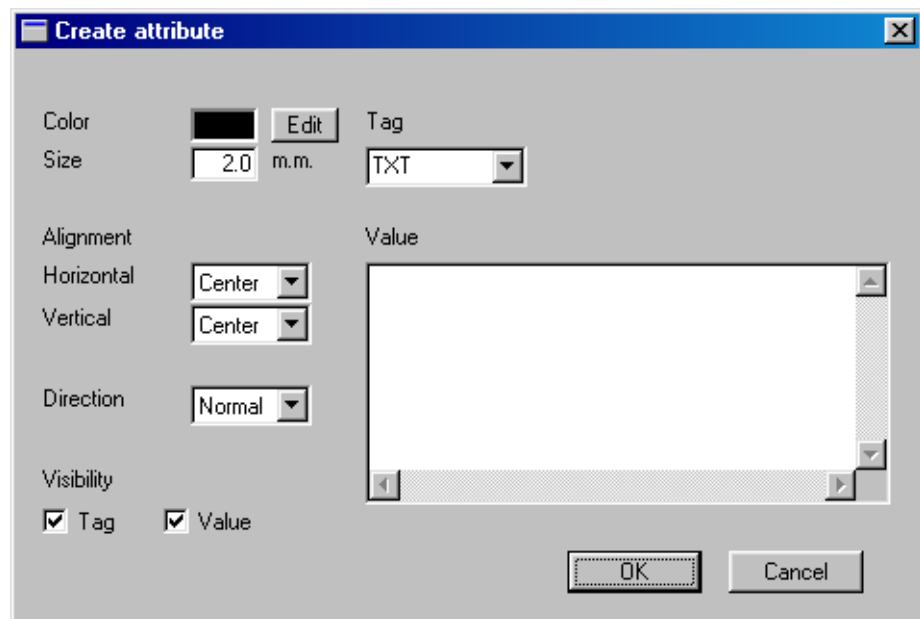 Create attribute
Color Edit Tag
Size 2.0 m.m. TXT
Alignment Value
Horizontal Center
Vertical Center
Direction Normal
Visibility
Tag Value
OK Cancel